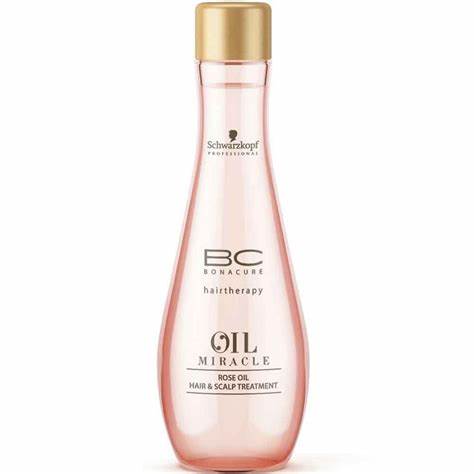 Schwarzkopf
PROFESSIONAL
BC
BONACURE
hairtherapy
OIL
MIRACLE
ROSE OIL
HAIR & SCALP TREATMENT